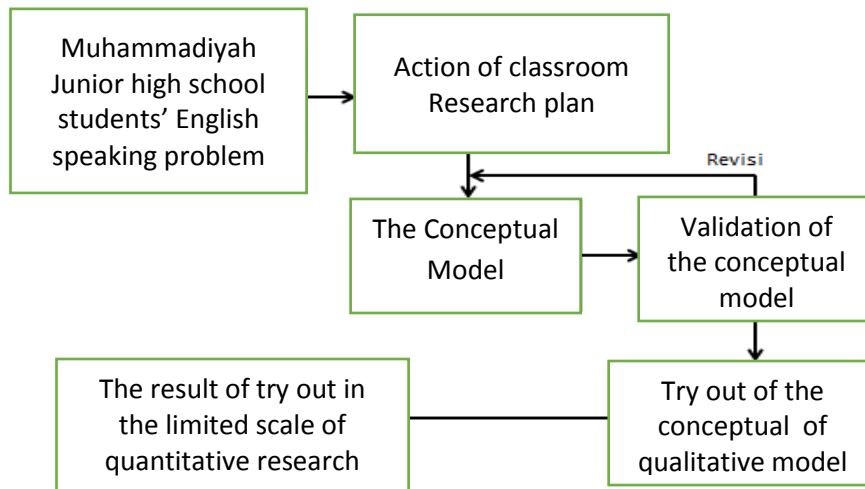 Muhammadiyah
Junior high school
students’ English
speaking problem
Action of classroom
Research plan
Revisi
The Conceptual
Model
Validation of
the conceptual
model
The result of try out in
the limited scale of
quantitative research
Try out of the
conceptual of
qualitative model